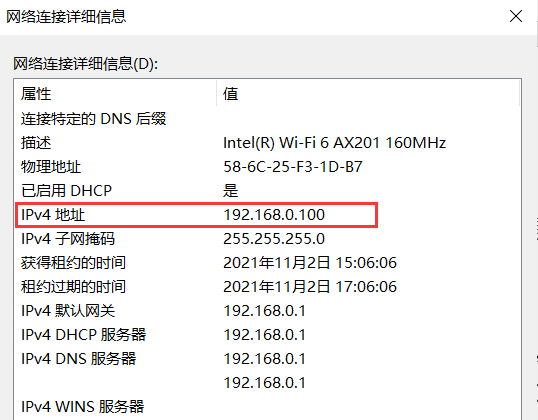 网络连接详细信息
网络连接详细信息(D):
属性 值
连接特定的 DNS 后缀
描述 Intel(R) Wi-Fi 6 AX201 160MHz
物理地址 58-6C-25-F3-1D-B7
已启用 DHCP 是
IPv4 地址 192.168.0.100
IPv4 子网掩码 255.255.255.0
获得租约的时间 2021年11月2日 15:06:06
租约过期的时间 2021年11月2日 17:06:06
IPv4 默认网关 192.168.0.1
IPv4 DHCP 服务器 192.168.0.1
IPv4 DNS 服务器 192.168.0.1
192.168.0.1
IPv4 WINS 服务器